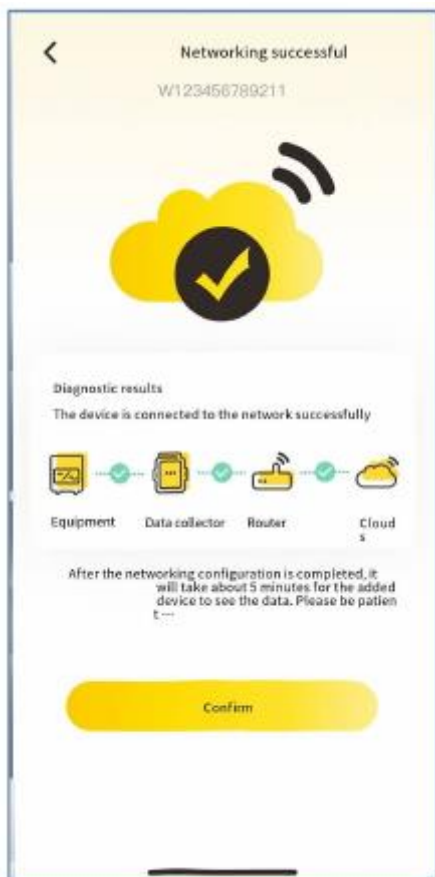 Networking successful
W123456789211
Diagnostic results
The device is connected to the network successfully
Equipment Data collector Router Cloud
s
After the networking configuration is completed, it
will take about 5 minutes for the added
device to see the data. Please be patien
t ···
Confirm